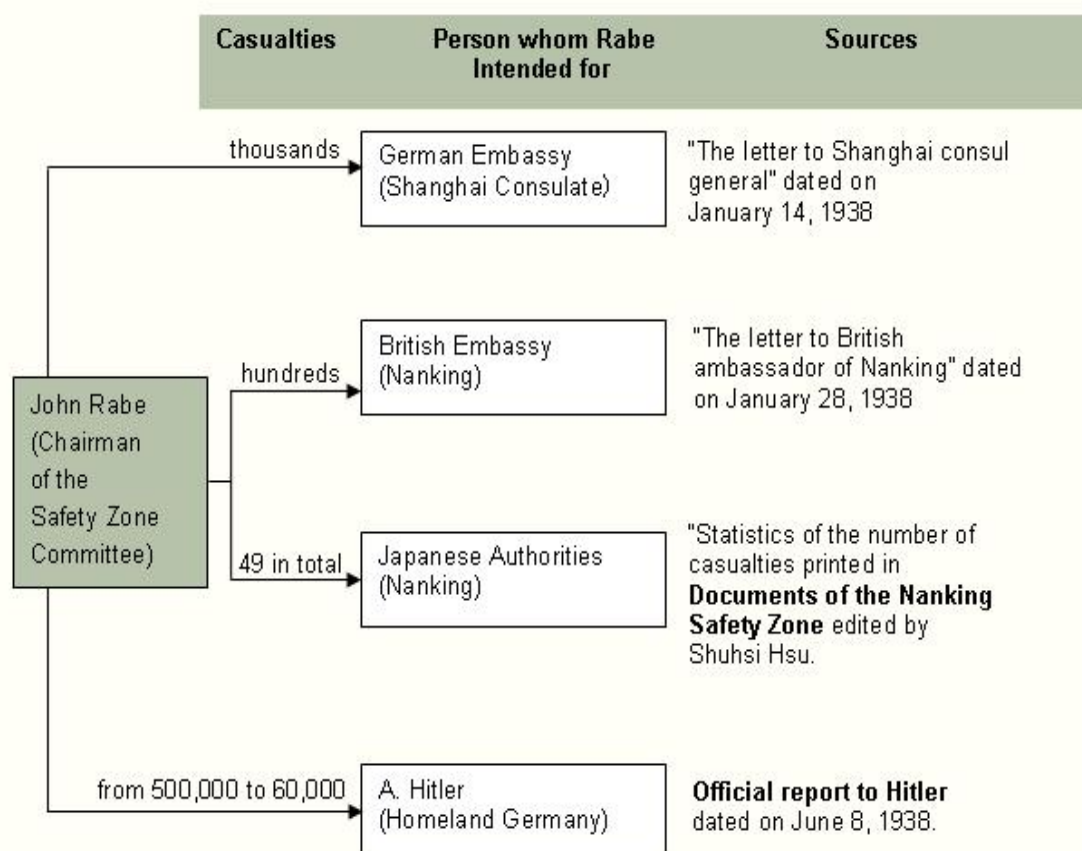 Casualties
Person whom Rabe
Intended for
Sources
thousands
German Embassy
(Shanghai Consulate)
"The letter to Shanghai consul
general" dated on
January 14, 1938
hundreds
British Embassy
(Nanking)
"The letter to British
ambassador of Nanking" dated
on January 28, 1938
John Rabe
(Chairman
of the
Safety Zone
Committee)
49 in total
Japanese Authorities
(Nanking)
"Statistics of the number of
casualties printed in
Documents of the Nanking
Safety Zone edited by
Shuhsi Hsu.
from 500,000 to 60,000
A. Hitler
(Homeland Germany)
Official report to Hitler
dated on June 8, 1938.